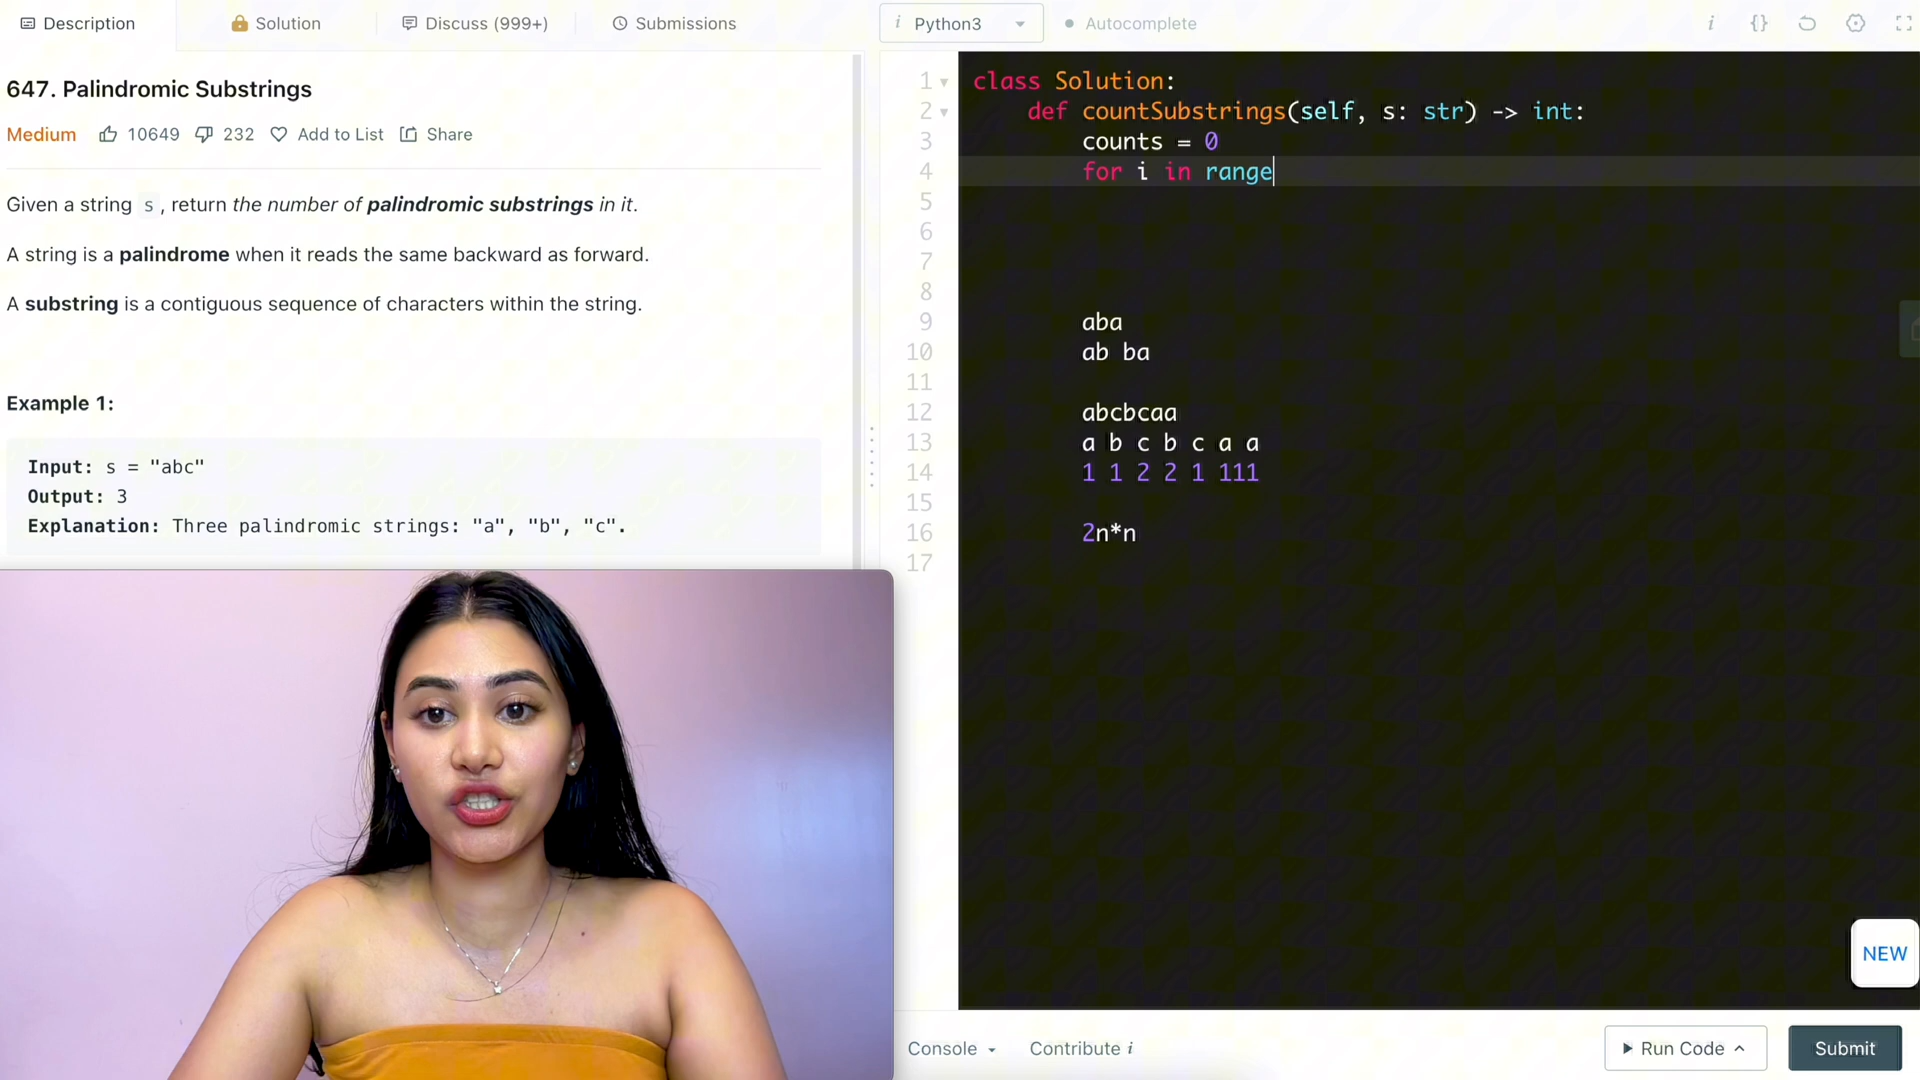 Description
Solution
Discuss (999+)
Submissions
i Python3
Autocomplete
i {}
647. Palindromic Substrings
Medium 10649 232 Add to List Share
Given a string s, return the number of palindromic substrings in it.
A string is a palindrome when it reads the same backward as forward.
A substring is a contiguous sequence of characters within the string.
Example 1:
Input: s = "abc"
Output: 3
Explanation: Three palindromic strings: "a", "b", "c".
1 class Solution:
2 def countSubstrings(self, s: str) -> int:
3 counts = 0
4 for i in range
5
6
7
8
9 aba
10 ab ba
11
12 abcbcaa
13 a b c b c a a
14 1 1 2 2 1 111
15
16 2n*n
17
NEW
Console
Contribute i
Run Code
Submit